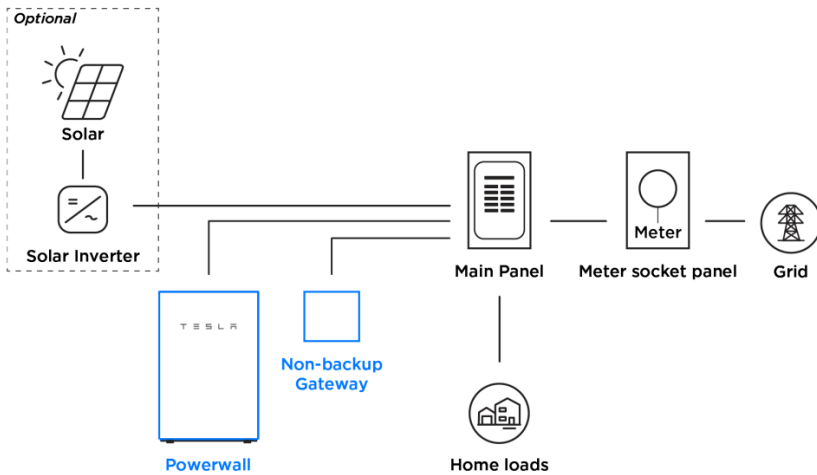 Optional
Solar
Solar Inverter
Main Panel
Meter
Meter socket panel
Grid
TESLA
Non-backup
Gateway
Powerwall
Home loads